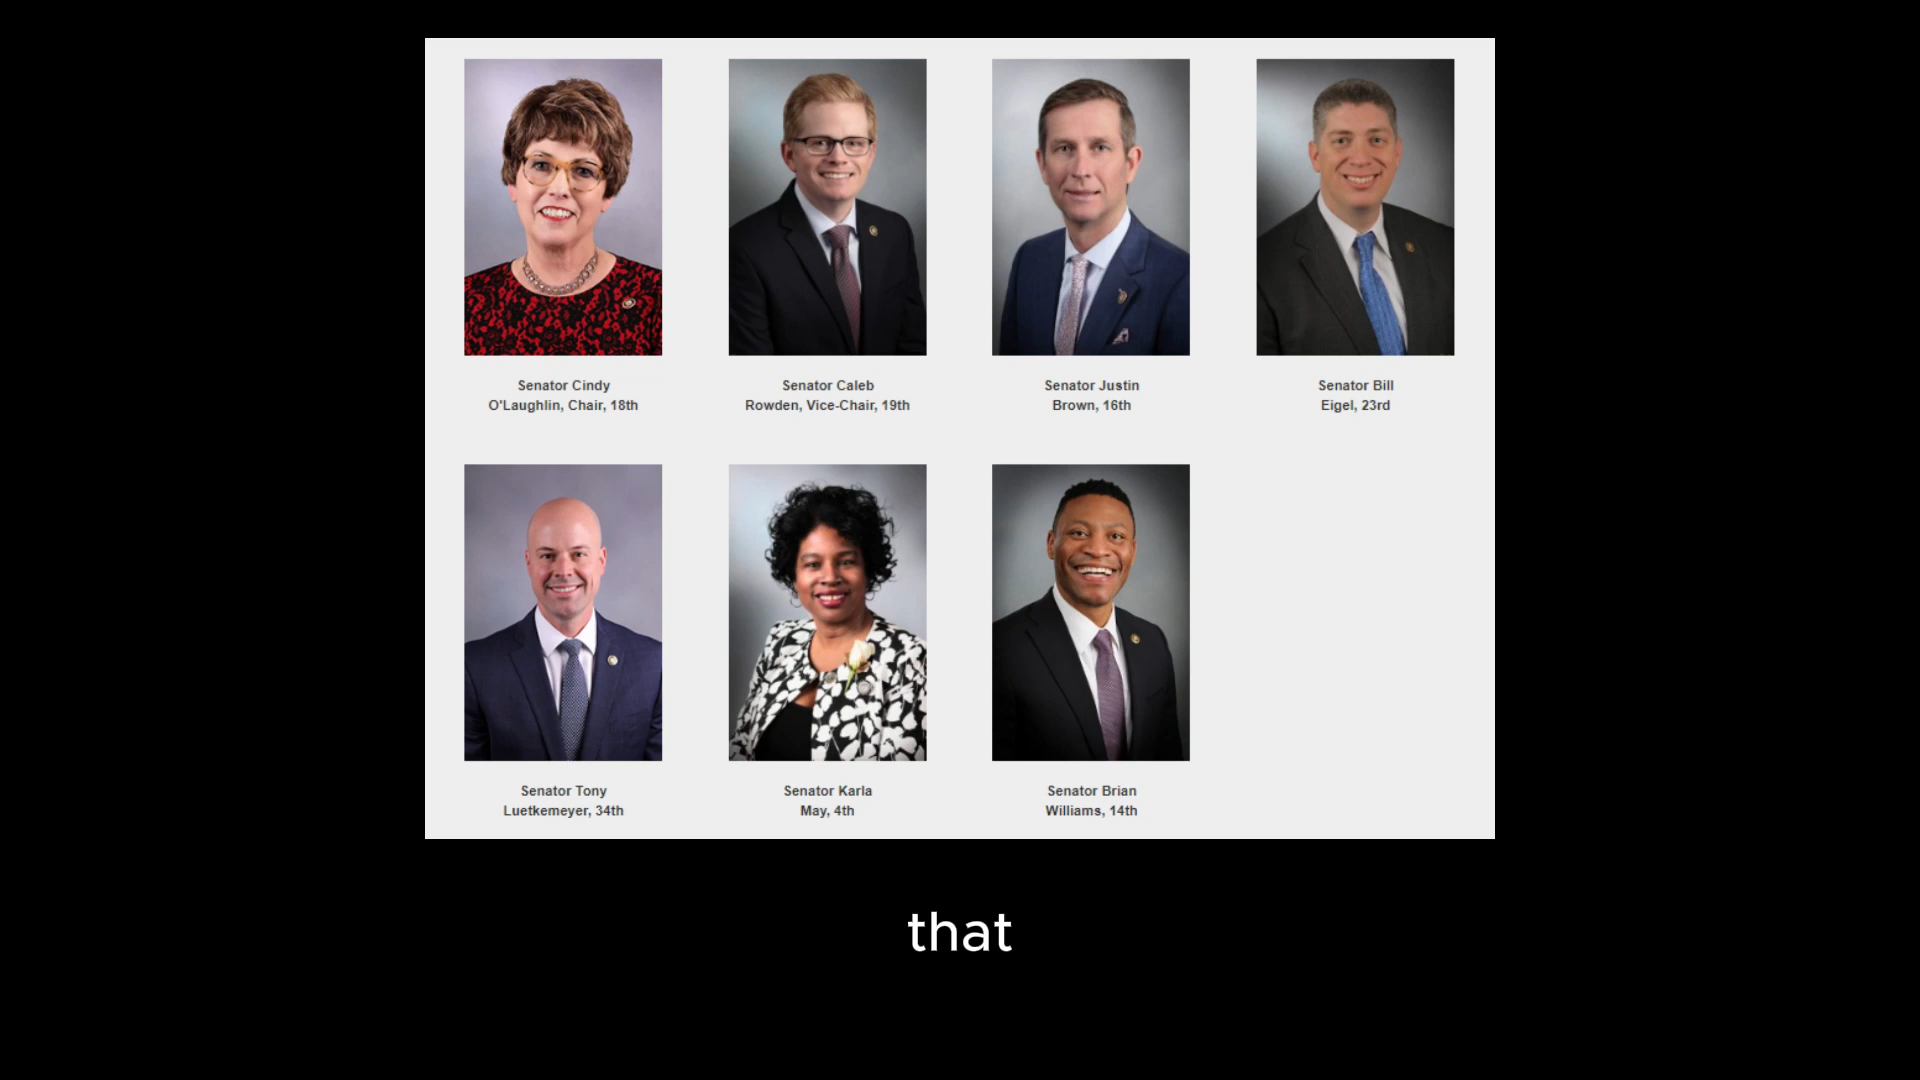 Senator Cindy
O'Laughlin, Chair, 18th
Senator Caleb
Rowden, Vice-Chair, 19th
Senator Justin
Brown, 16th
Senator Bill
Eigel, 23rd
Senator Tony
Luetkemeyer, 34th
Senator Karla
May, 4th
Senator Brian
Williams, 14th
that